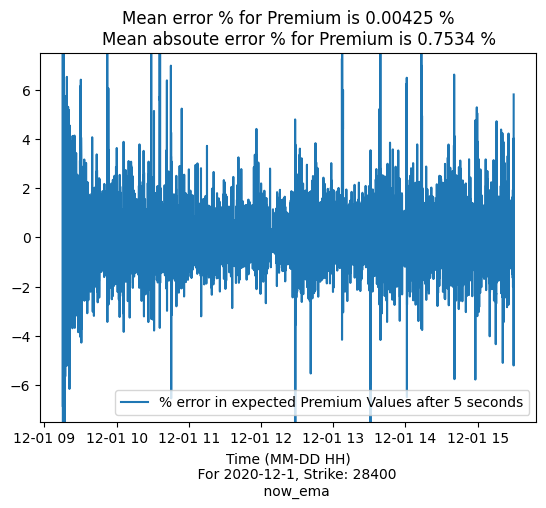 Mean error % for Premium is 0.00425 %
Mean absoute error % for Premium is 0.7534 %
6
4
2
0
−2
−4
−6
% error in expected Premium Values after 5 seconds
12-01 09 12-01 10 12-01 11 12-01 12 12-01 13 12-01 14 12-01 15
Time (MM-DD HH)
For 2020-12-1, Strike: 28400
now_ema